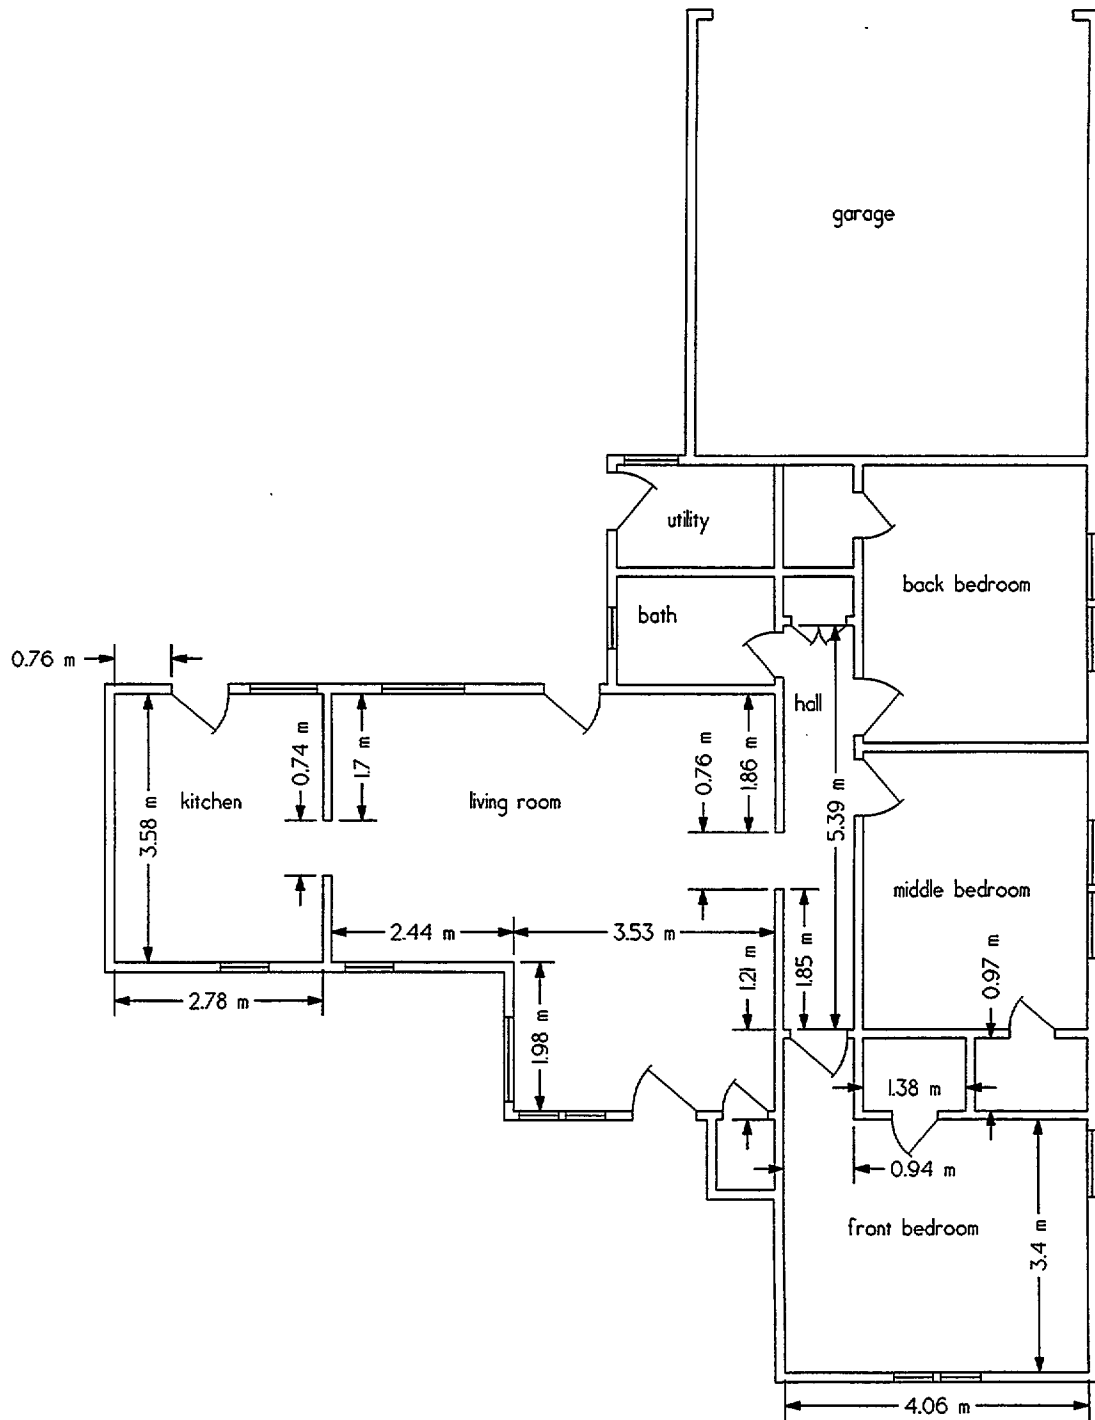 garage
utility
back bedroom
bath
0.76 m
hall
0.74 m
1.7 m
0.76 m
1.86 m
kitchen
living room
3.58 m
5.39 m
middle bedroom
2.44 m
3.53 m
1.21 m
1.85 m
0.97 m
2.78 m
1.98 m
1.38 m
0.94 m
front bedroom
3.4 m
4.06 m